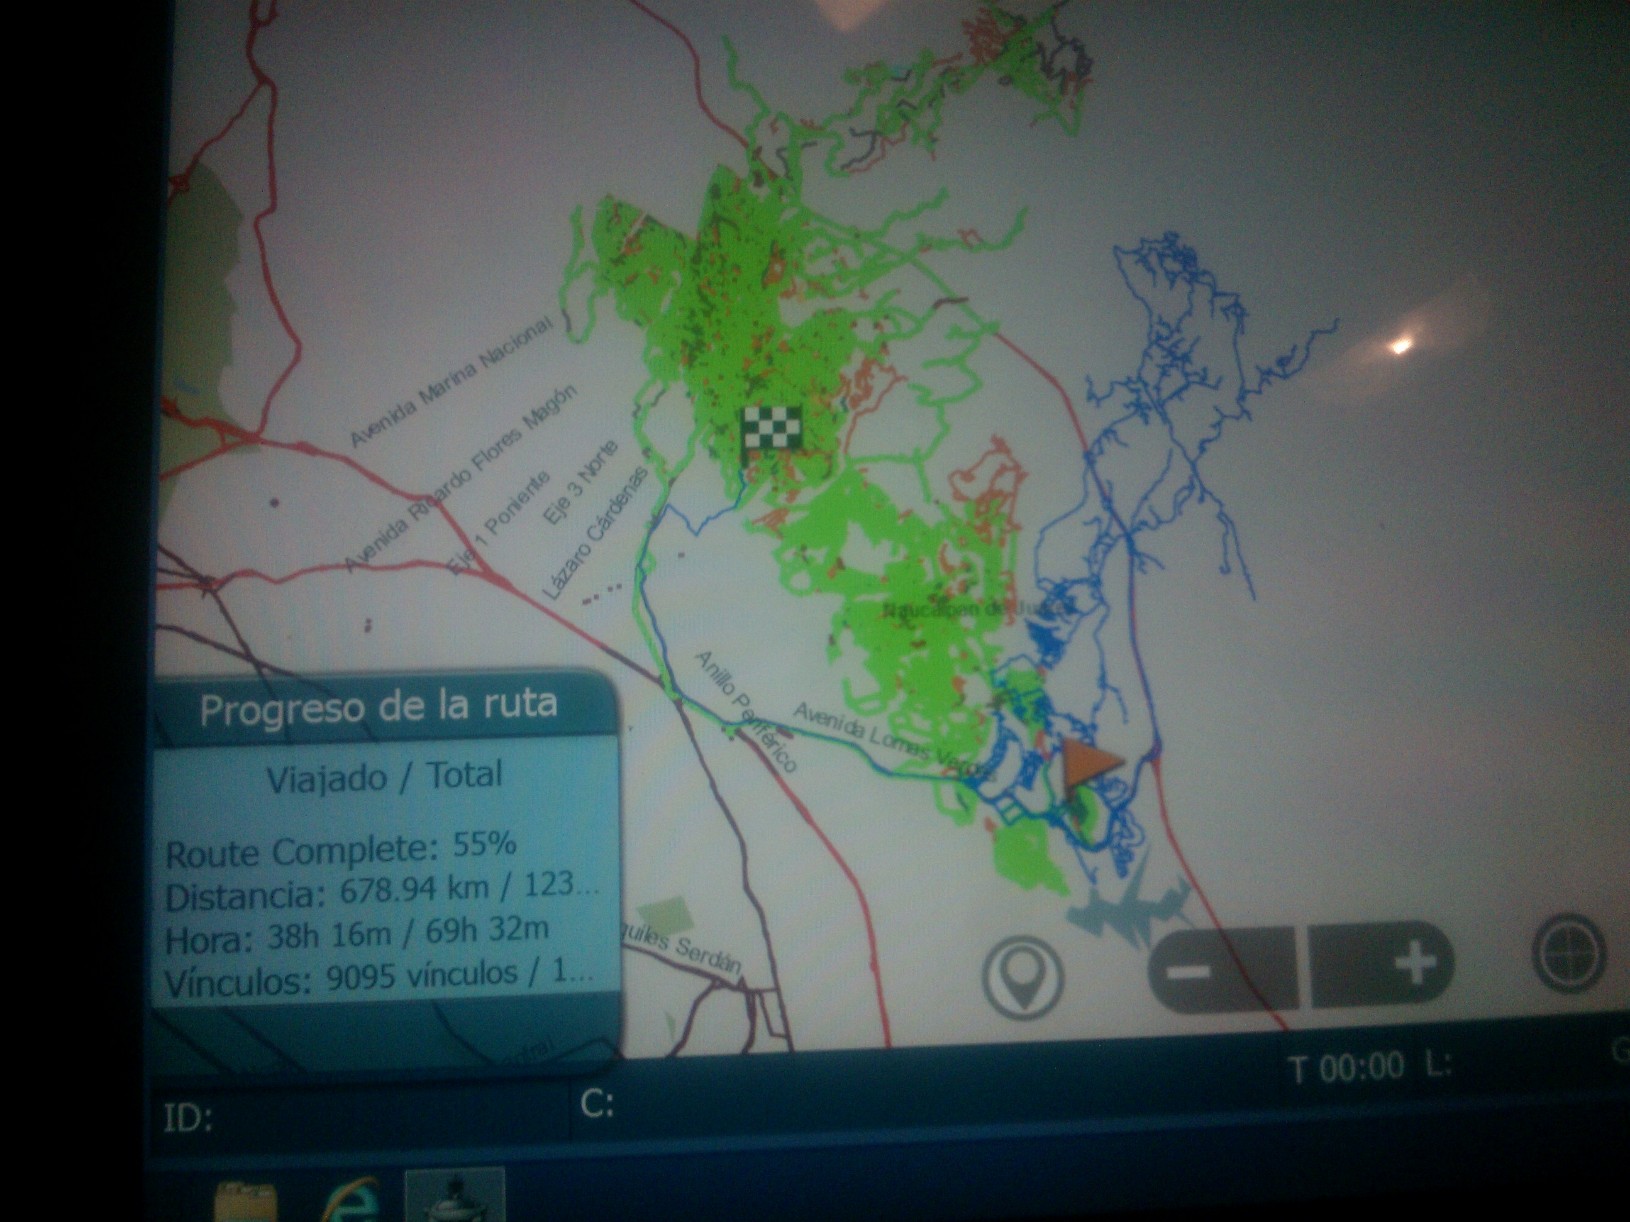 Avenida Marina Nacional
Avenida Ricardo Flores Magón
Eje 1 Poniente
Eje 3 Norte
Lázaro Cárdenas
Naucalpan de Juárez
Anillo Periférico
Avenida Lomas Verdes
Progreso de la ruta
Viajado / Total
Route Complete: 55%
Distancia: 678.94 km / 123...
Hora: 38h 16m / 69h 32m
Vínculos: 9095 vínculos / 1...
quiles Serdán
T 00:00 L:
ID:
C: